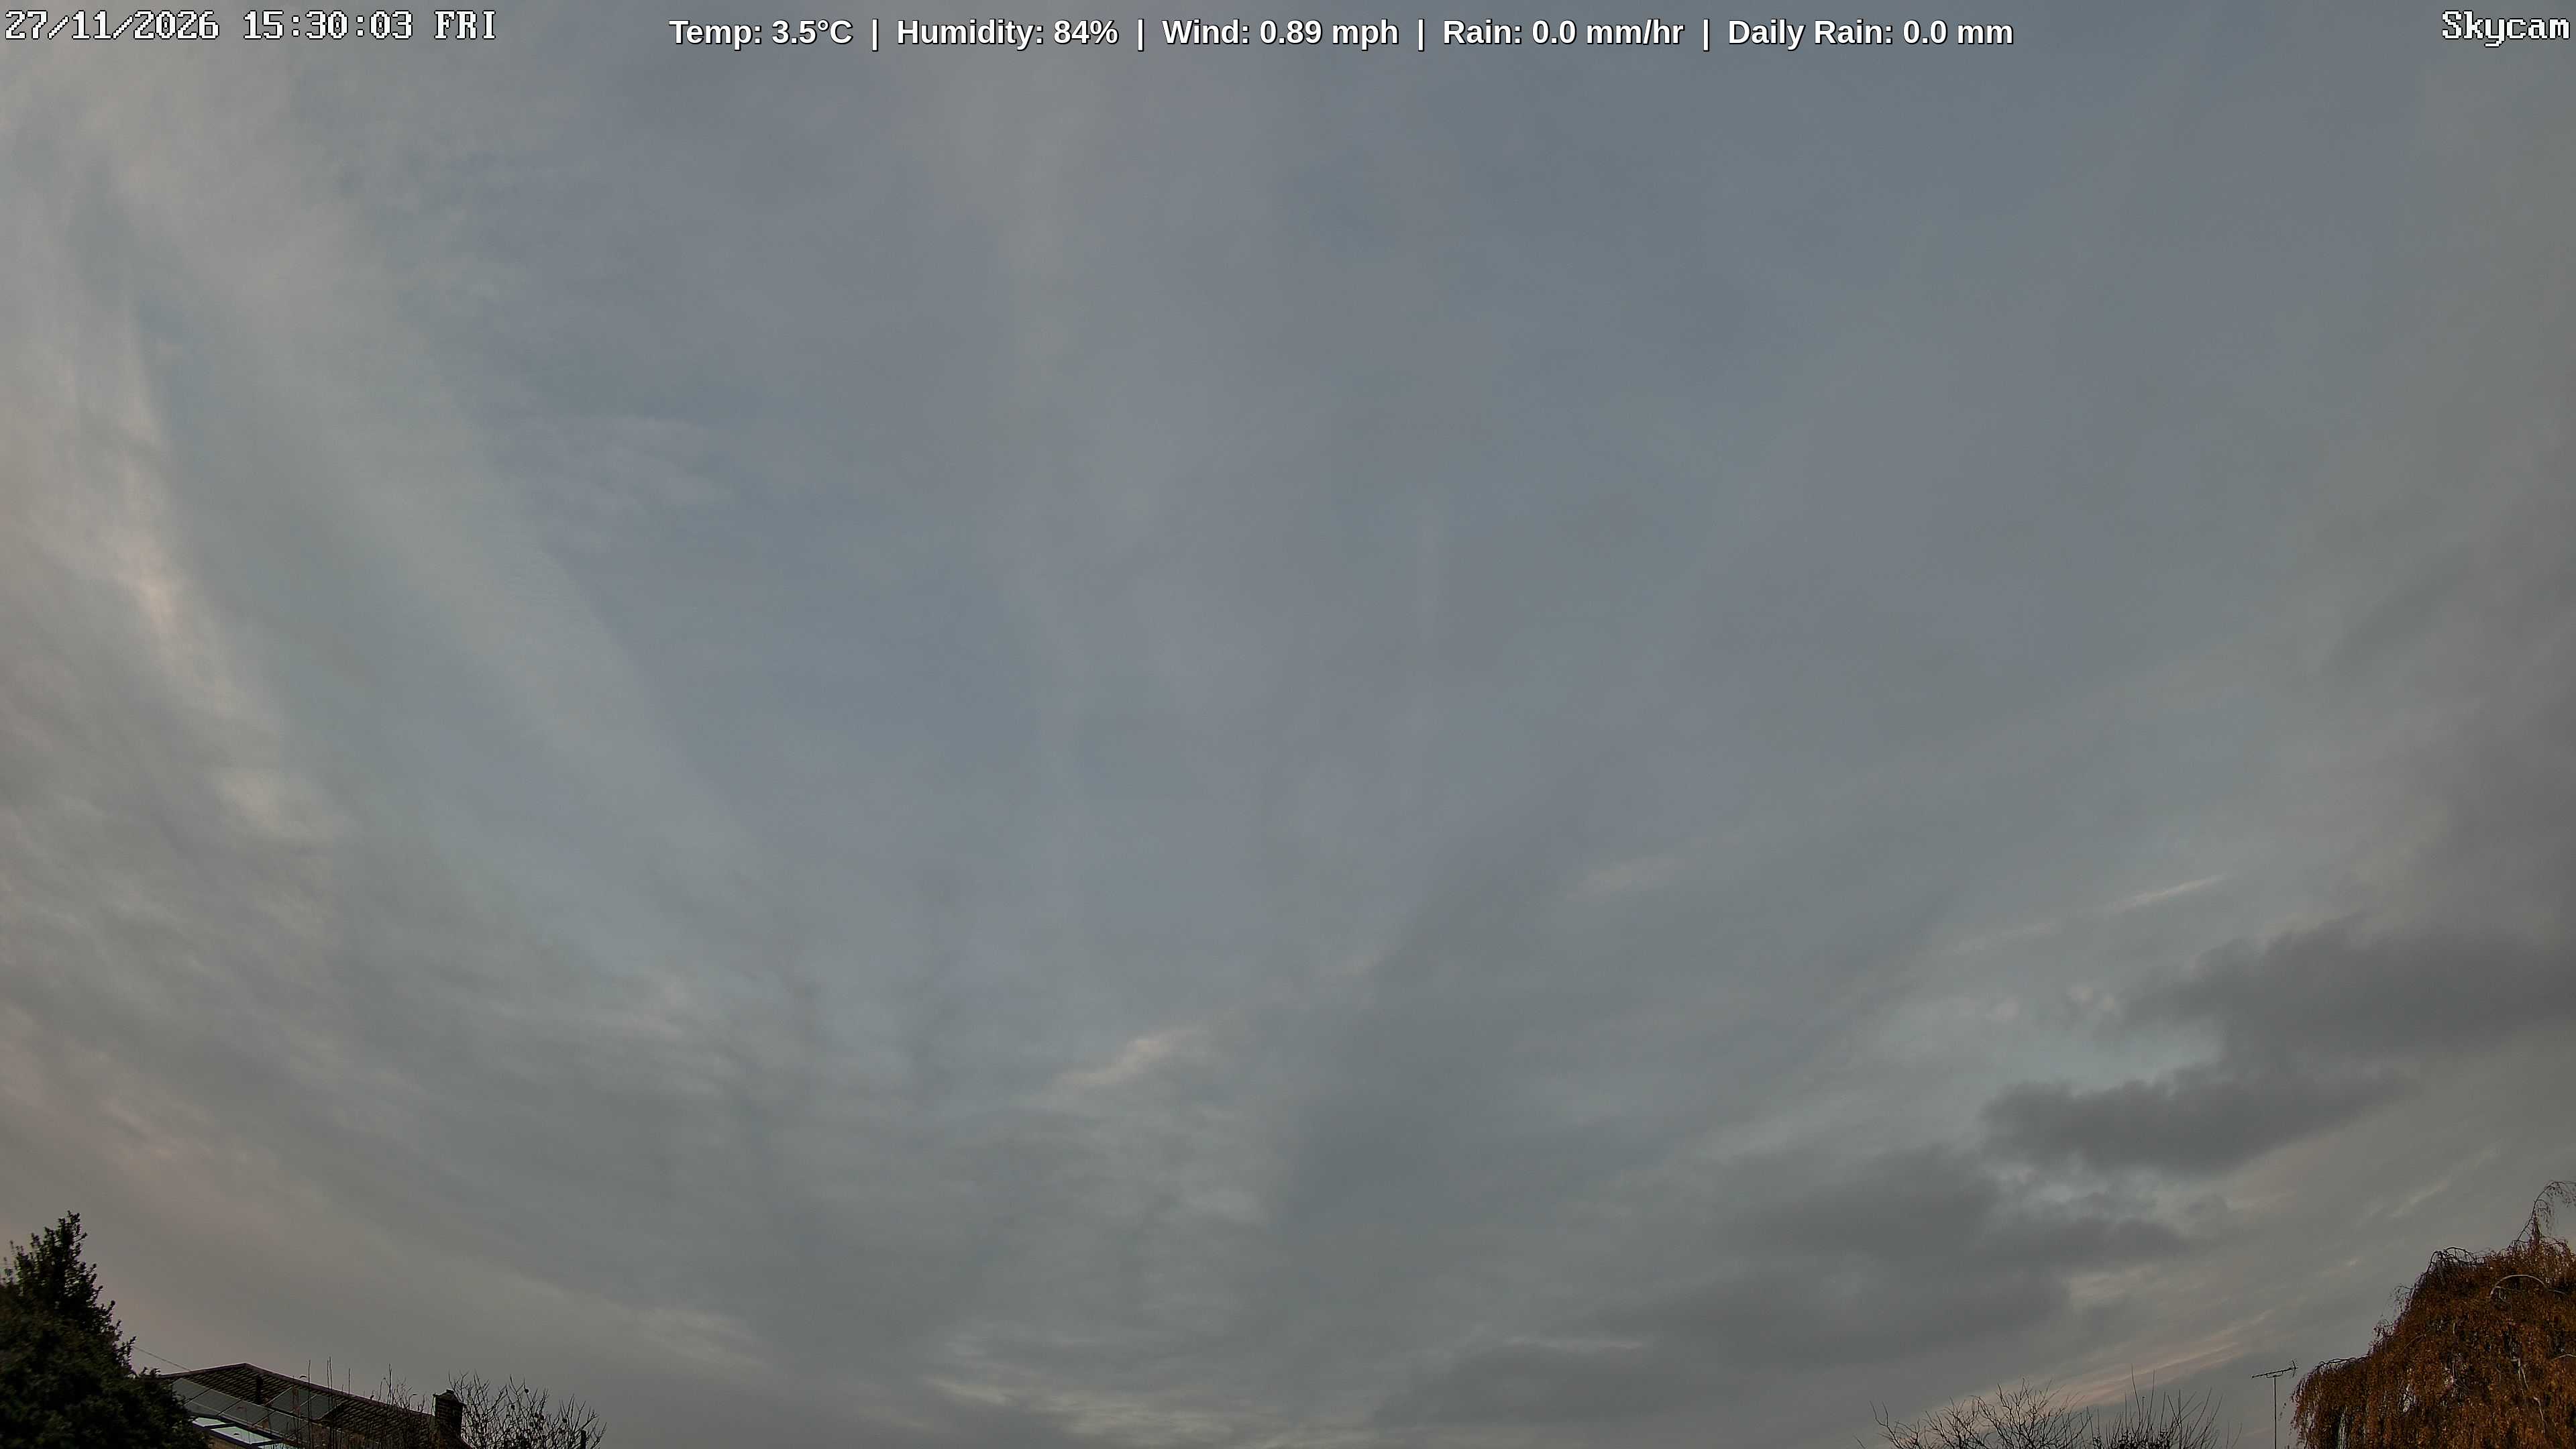 27/11/2026 15:30:03 FRI
Temp: 3.5°C | Humidity: 84% | Wind: 0.89 mph | Rain: 0.0 mm/hr | Daily Rain: 0.0 mm
Skycam